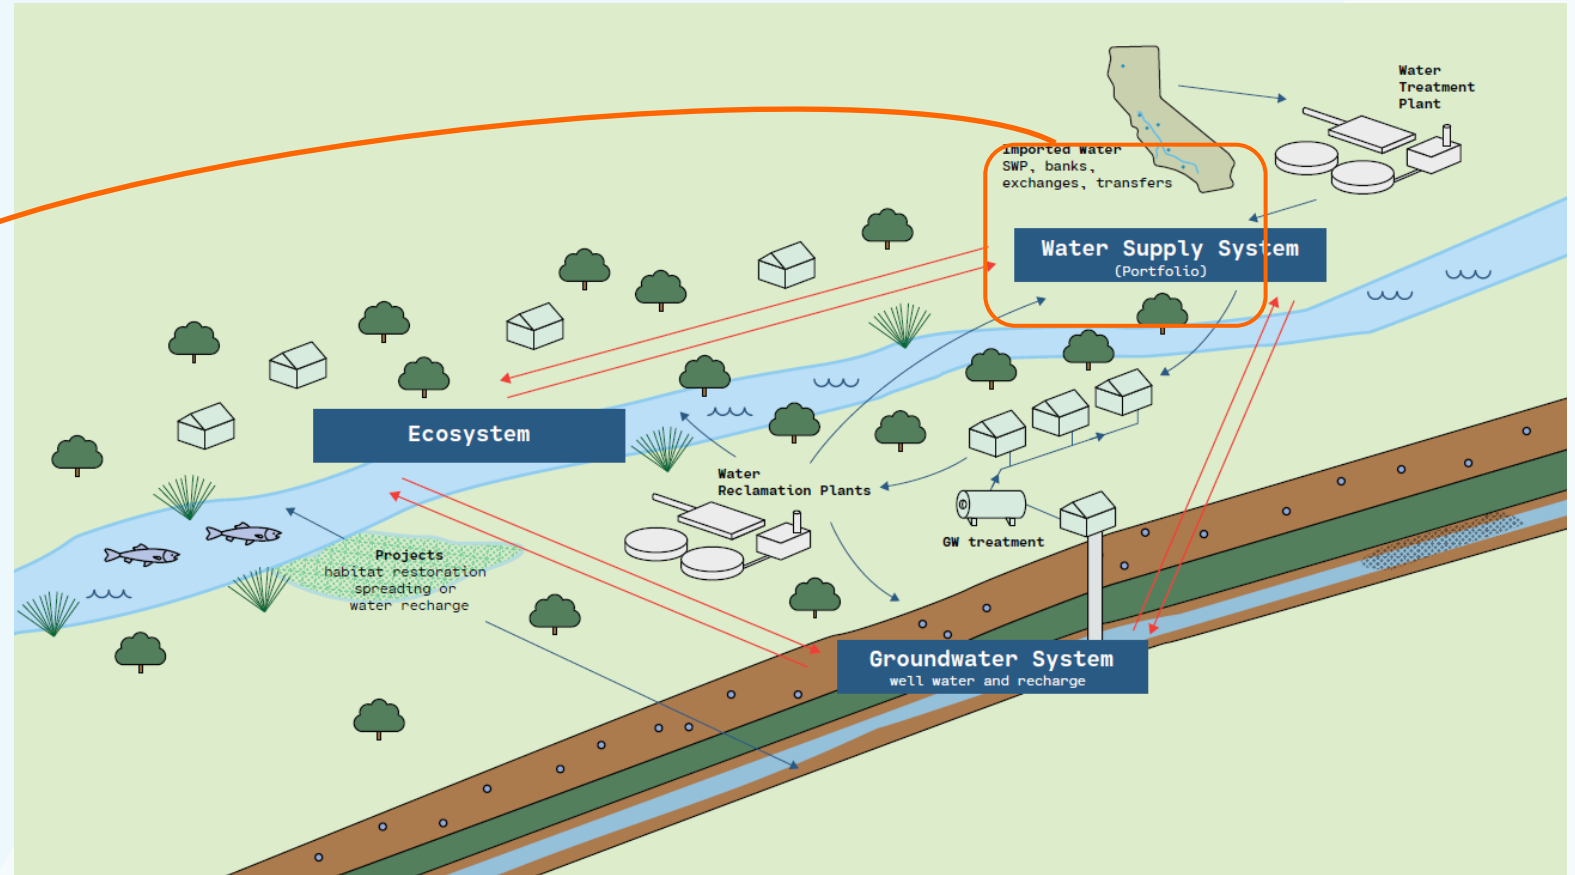 Water
Treatment
Plant
Imported Water
SWP, banks,
exchanges, transfers
Water Supply System
(Portfolio)
Ecosystem
Water
Reclamation Plants
GW treatment
Projects
habitat restoration
spreading or
water recharge
Groundwater System
well water and recharge